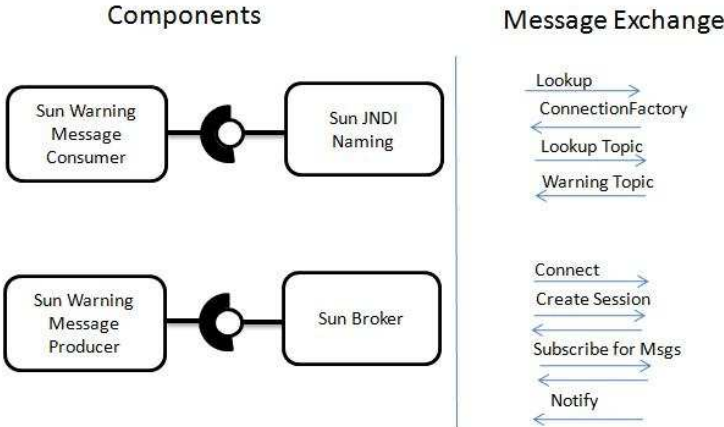 Components
Message Exchange
Sun Warning
Message
Consumer
Sun JNDI
Naming
Lookup
ConnectionFactory
Lookup Topic
Warning Topic
Sun Warning
Message
Producer
Sun Broker
Connect
Create Session
Subscribe for Msgs
Notify